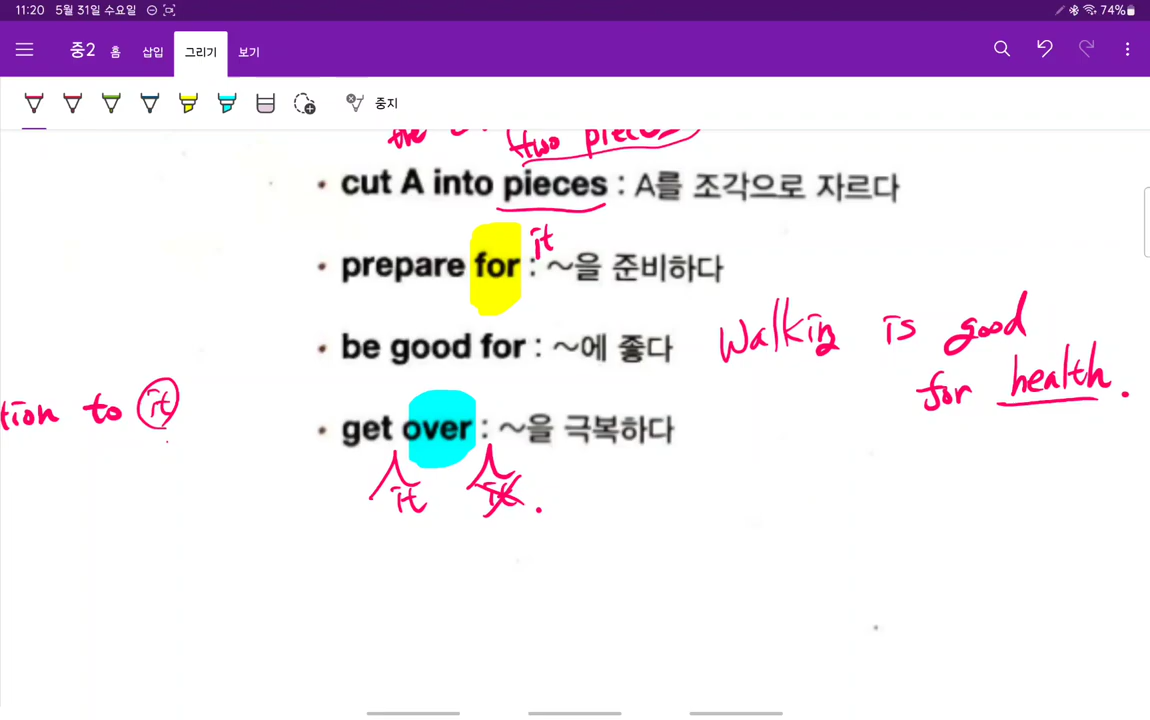 11:20 5월 31일 수요일 74%
중2 홈 삽입 그리기 보기
중지
the two pieces
• cut A into pieces : A를 조각으로 자르다
it
• prepare for : ~을 준비하다
• be good for : ~에 좋다
Walking is good
for health.
tion to it
• get over : ~을 극복하다
it it.